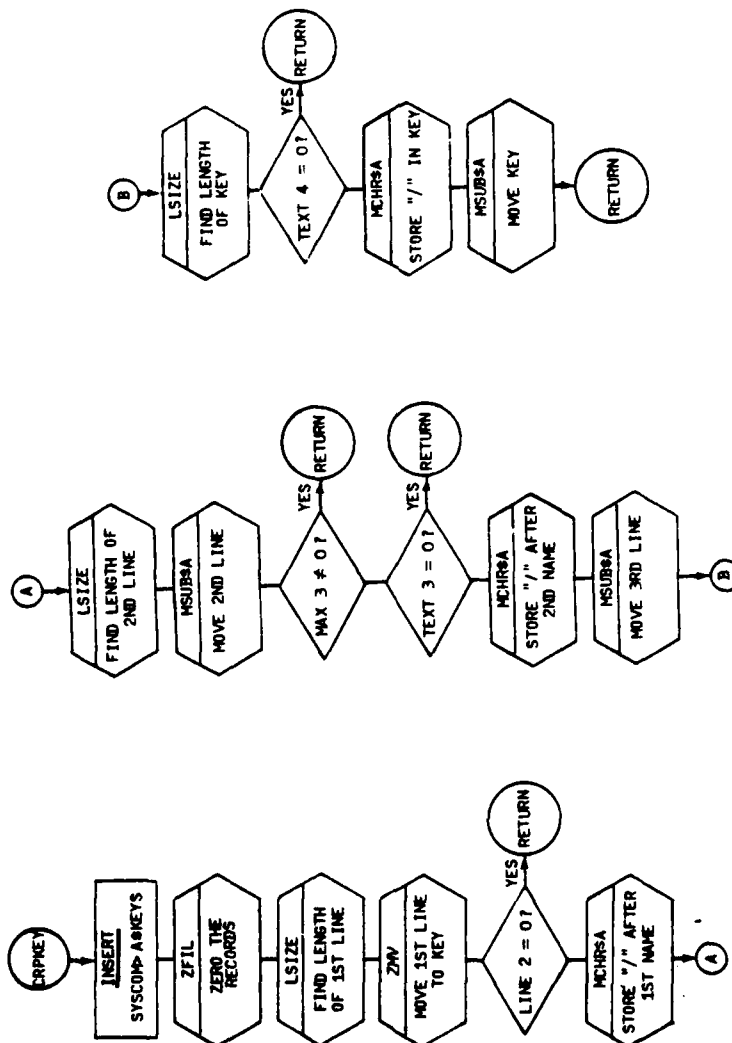 CRPKEY
INSERT
SYSCOM>A$KEYS
ZFIL
ZERO THE
RECORDS
LSIZE
FIND LENGTH
OF 1ST LINE
ZMV
MOVE 1ST LINE
TO KEY
LINE 2 = 0?
YES
RETURN
MCHR$A
STORE "/" AFTER
1ST NAME
A
A
LSIZE
FIND LENGTH OF
2ND LINE
MSUB$A
MOVE 2ND LINE
MAX 3 ≠ 0?
YES
RETURN
TEXT 3 = 0?
YES
RETURN
MCHR$A
STORE "/" AFTER
2ND NAME
MSUB$A
MOVE 3RD LINE
B
B
LSIZE
FIND LENGTH
OF KEY
TEXT 4 = 0?
YES
RETURN
MCHR$A
STORE "/" IN KEY
MSUB$A
MOVE KEY
RETURN